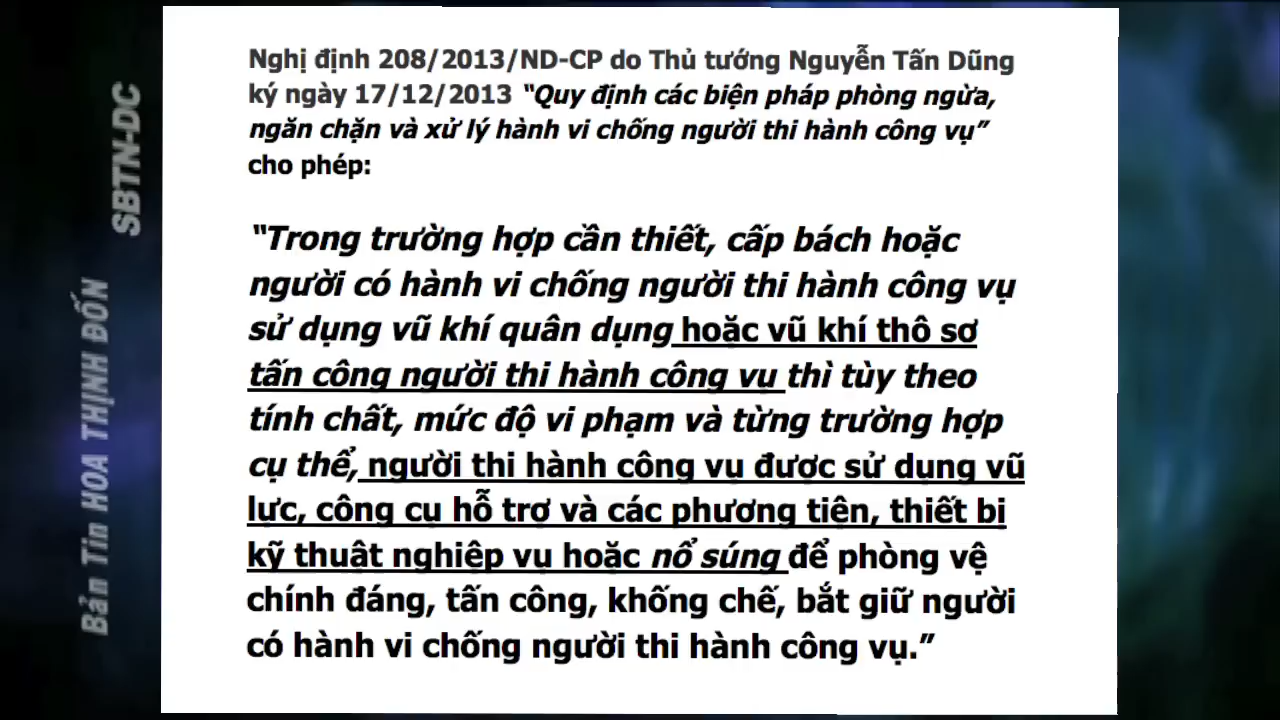 SBTN-DC
Bản Tin HOA THỊNH ĐỐN
Nghị định 208/2013/ND-CP do Thủ tướng Nguyễn Tấn Dũng
ký ngày 17/12/2013 “Quy định các biện pháp phòng ngừa,
ngăn chặn và xử lý hành vi chống người thi hành công vụ”
cho phép:
“Trong trường hợp cần thiết, cấp bách hoặc
người có hành vi chống người thi hành công vụ
sử dụng vũ khí quân dụng hoặc vũ khí thô sơ
tấn công người thi hành công vụ thì tùy theo
tính chất, mức độ vi phạm và từng trường hợp
cụ thể, người thi hành công vụ được sử dụng vũ
lực, công cụ hỗ trợ và các phương tiện, thiết bị
kỹ thuật nghiệp vụ hoặc nổ súng để phòng vệ
chính đáng, tấn công, khống chế, bắt giữ người
có hành vi chống người thi hành công vụ.”